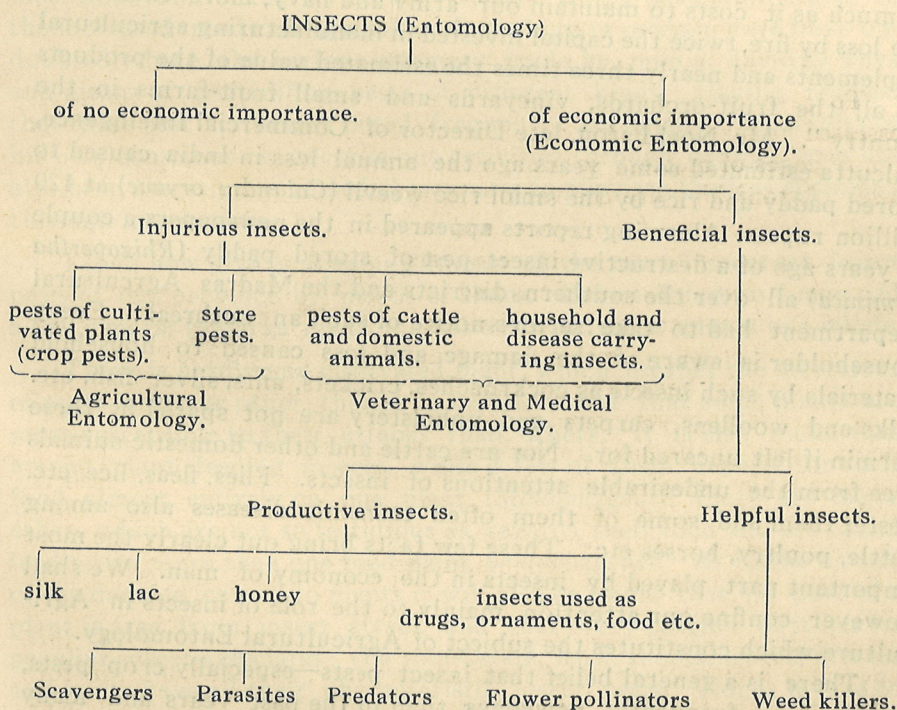 INSECTS (Entomology)
of no economic importance.
of economic importance
(Economic Entomology).
Injurious insects.
Beneficial insects.
pests of culti-
vated plants
(crop pests).
store
pests.
pests of cattle
and domestic
animals.
household and
disease carry-
ing insects.
Agricultural
Entomology.
Veterinary and Medical
Entomology.
Productive insects.
Helpful insects.
silk
lac
honey
insects used as
drugs, ornaments, food etc.
Scavengers
Parasites
Predators
Flower pollinators
Weed killers.